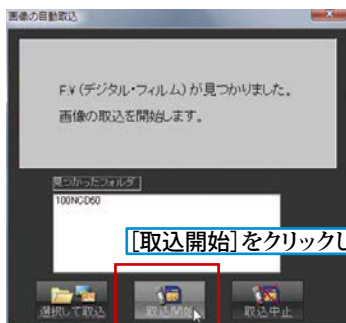 画像の自動取込
F:¥(デジタル・フィルム)が見つかりました。
画像の取込を開始します。
見つかったフォルダ
100NCD60
[取込開始]をクリックし
選択して取込
取込開始
取込中止